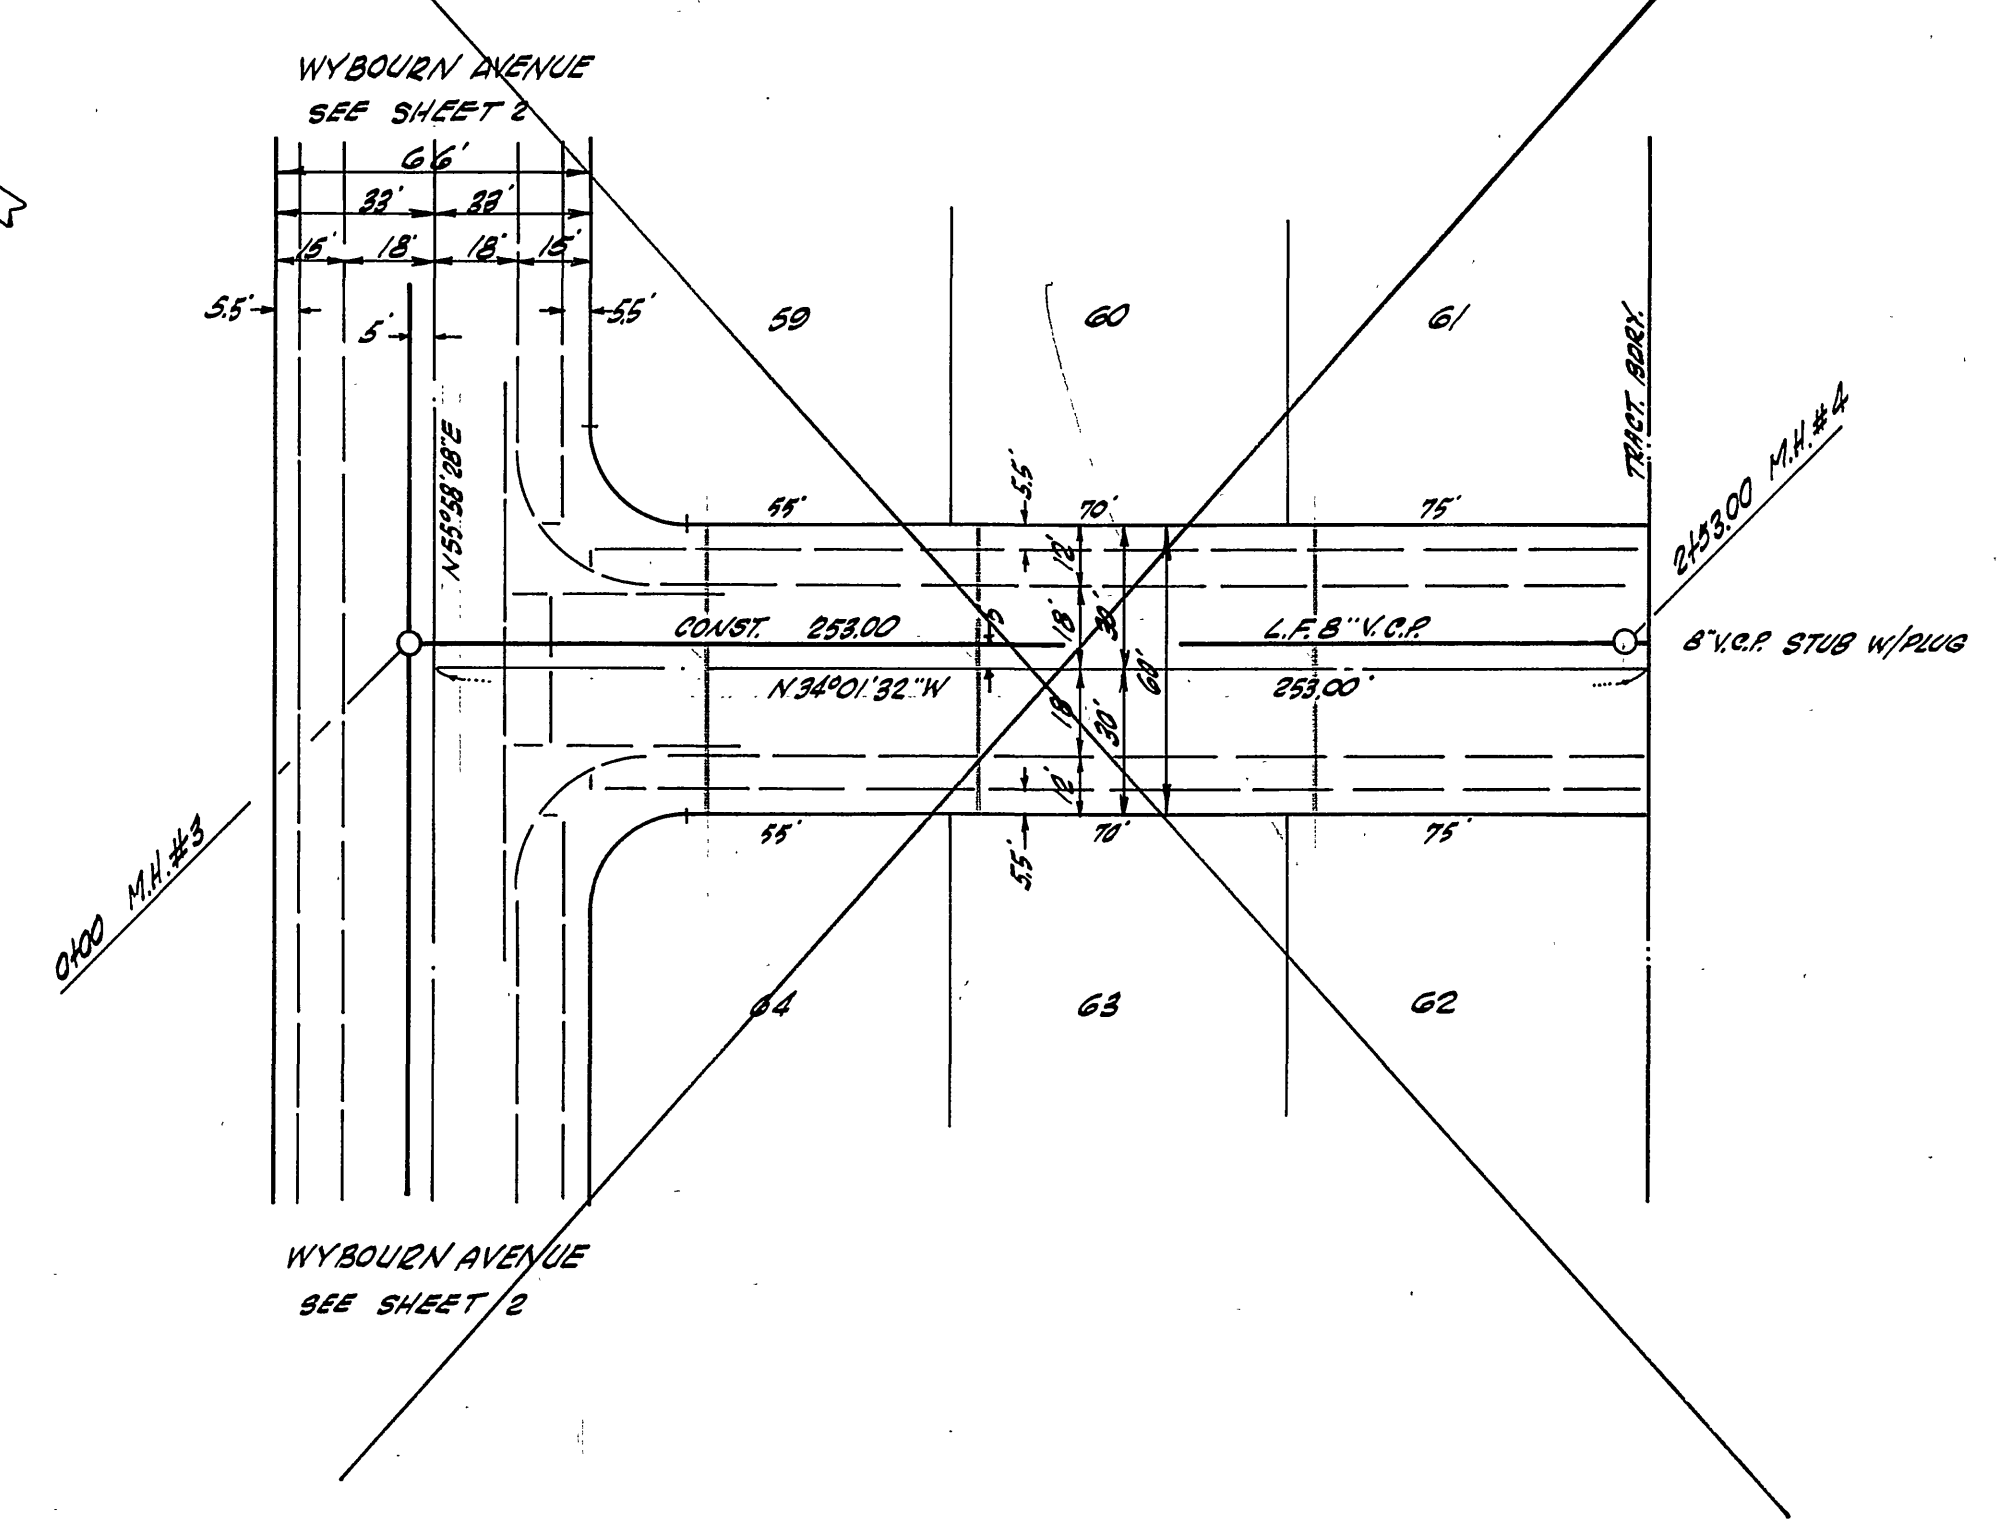 WYBOURN AVENUE
SEE SHEET 2
66'
33' 33'
15' 18' 18' 15'
5.5' 5.5'
5'
N55°58'28"E
59 60 61
TRACT. BDRY.
2+53.00 M.H.#4
5.5'
55' 70' 75'
12'
18' 30' 60'
CONST. 253.00 L.F. 8" V.C.P.
5'
8" V.C.P. STUB W/PLUG
N34°01'32"W 253.00'
18' 30'
12'
55' 70' 75'
5.5'
0+00 M.H.#3
64 63 62
WYBOURN AVENUE
SEE SHEET 2